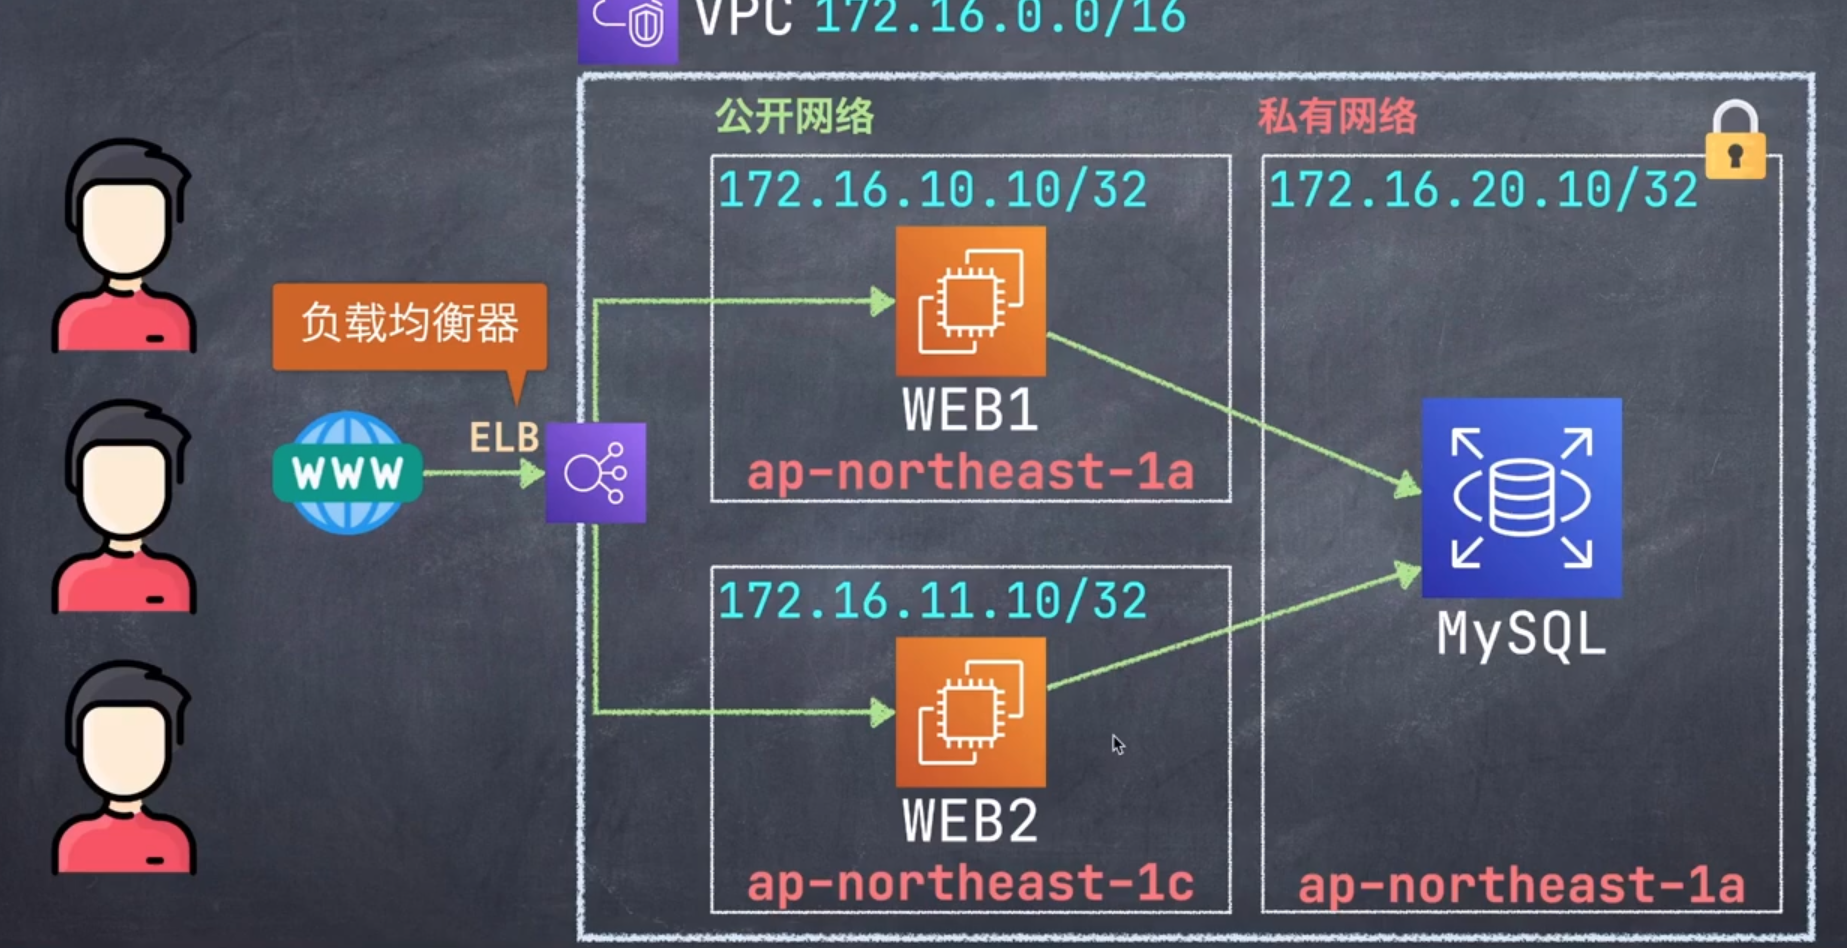 VPC 172.16.0.0/16
公开网络
私有网络
172.16.10.10/32
172.16.20.10/32
负载均衡器
WEB1
ELB
WWW
ap-northeast-1a
172.16.11.10/32
MySQL
WEB2
ap-northeast-1c
ap-northeast-1a